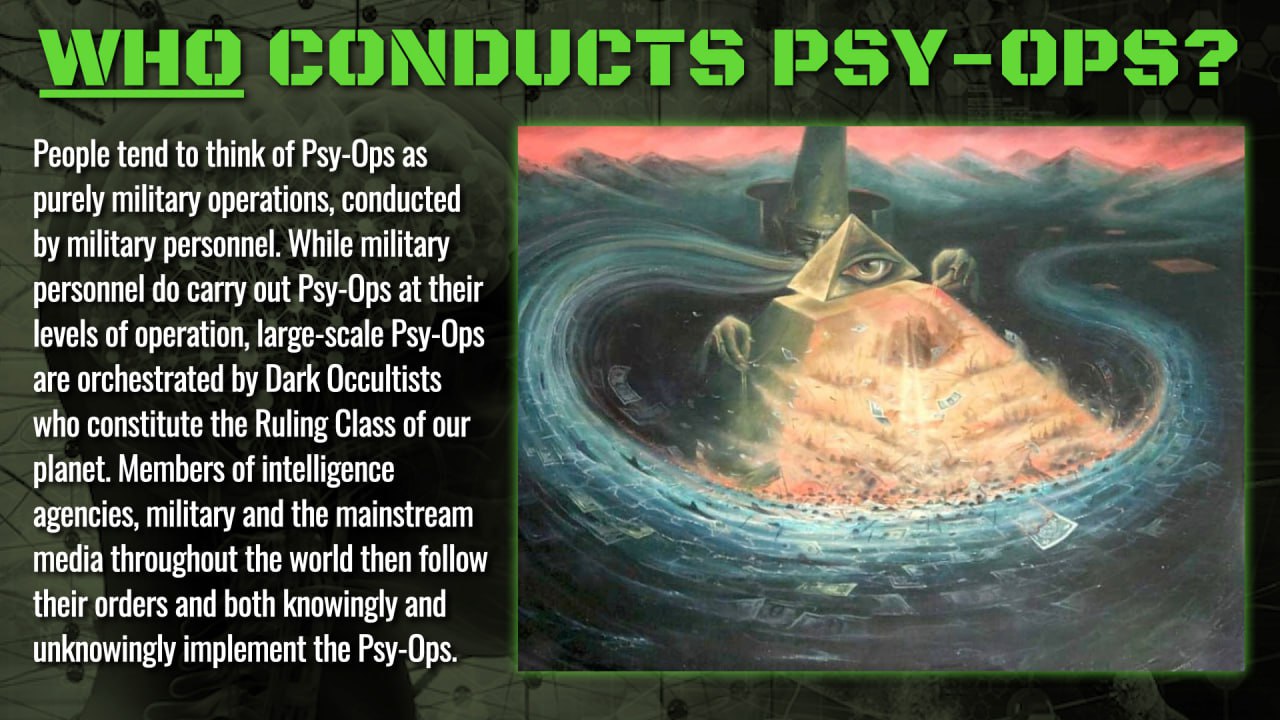 WHO CONDUCTS PSY-OPS?
People tend to think of Psy-Ops as
purely military operations, conducted
by military personnel. While military
personnel do carry out Psy-Ops at their
levels of operation, large-scale Psy-Ops
are orchestrated by Dark Occultists
who constitute the Ruling Class of our
planet. Members of intelligence
agencies, military and the mainstream
media throughout the world then follow
their orders and both knowingly and
unknowingly implement the Psy-Ops.